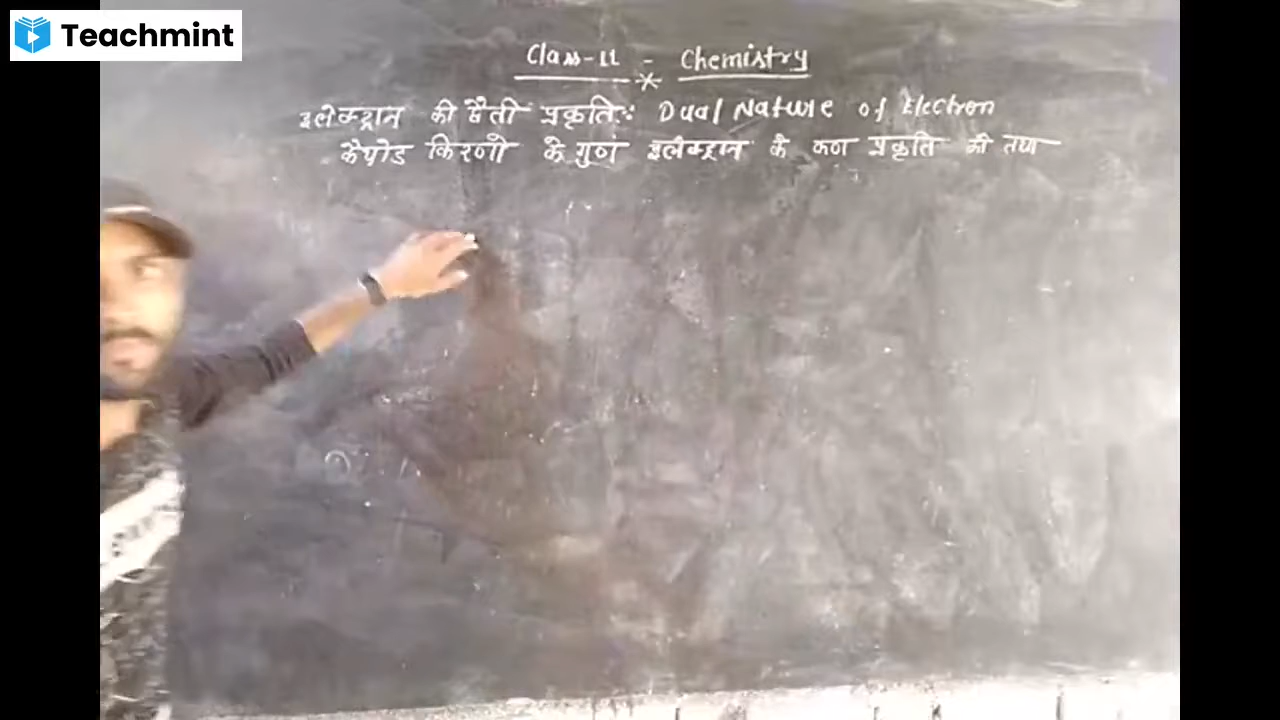 Teachmint
Class-11 - Chemistry
इलेक्ट्रान की द्वैती प्रकृति:: Dual Nature of Electron
कैथोड किरणो के गुण इलेक्ट्रान के कण प्रकृति की तथा